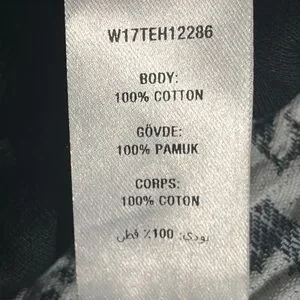 W17TEH12286
BODY:
100% COTTON
GÖVDE:
100% PAMUK
CORPS:
100% COTON
بودي: 100٪ قطن